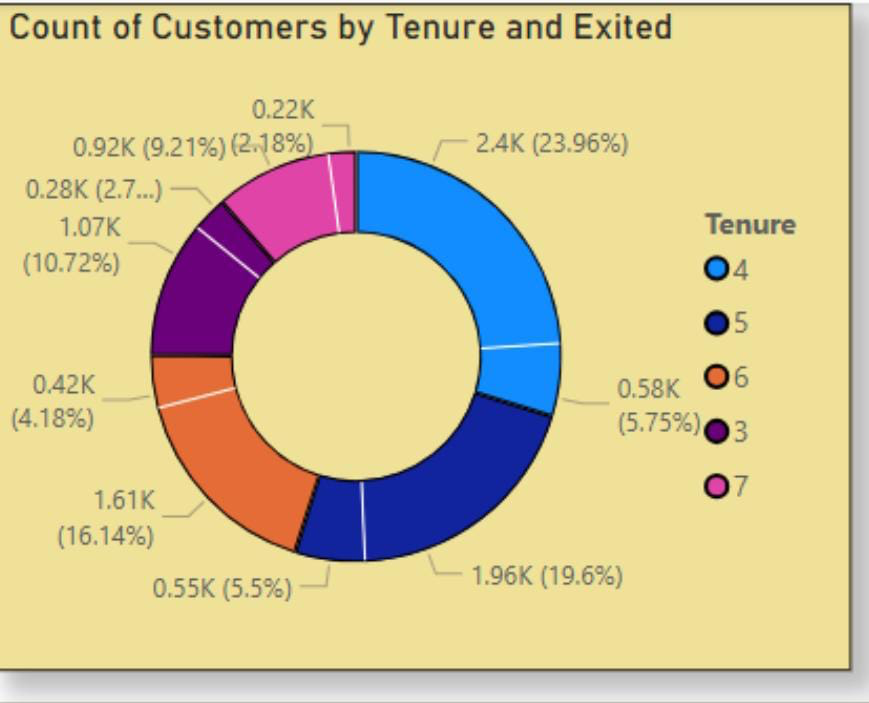 Count of Customers by Tenure and Exited
0.22K
(2.18%)
0.92K (9.21%)
2.4K (23.96%)
0.28K (2.7...)
1.07K
(10.72%)
0.42K
(4.18%)
1.61K
(16.14%)
0.55K (5.5%)
1.96K (19.6%)
0.58K
(5.75%)
Tenure
4
5
6
3
7